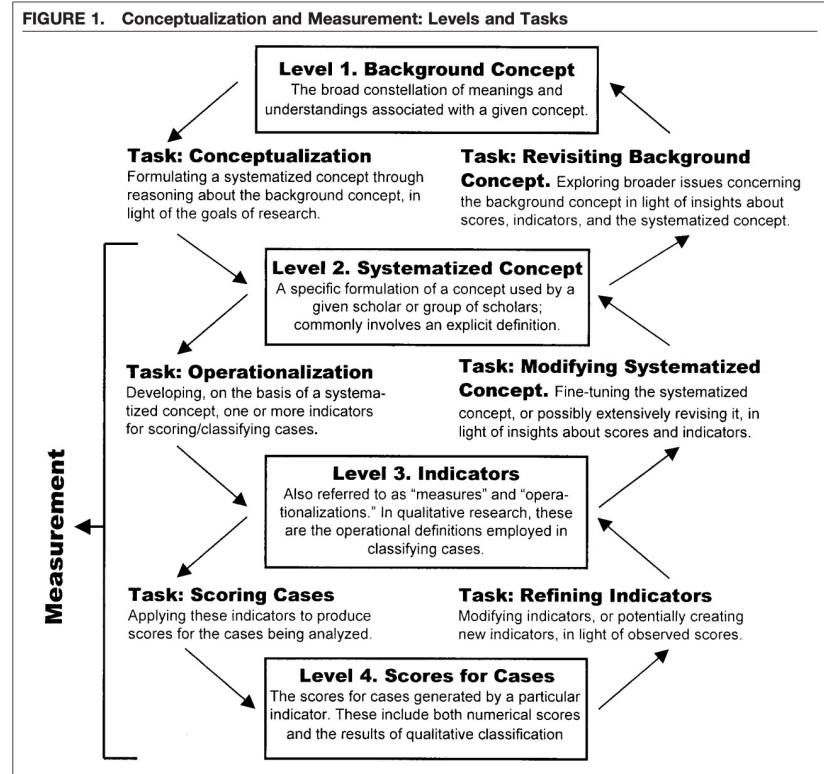 FIGURE 1. Conceptualization and Measurement: Levels and Tasks
Level 1. Background Concept
The broad constellation of meanings and
understandings associated with a given concept.
Task: Conceptualization
Formulating a systematized concept through
reasoning about the background concept, in
light of the goals of research.
Task: Revisiting Background
Concept. Exploring broader issues concerning
the background concept in light of insights about
scores, indicators, and the systematized concept.
Level 2. Systematized Concept
A specific formulation of a concept used by a
given scholar or group of scholars;
commonly involves an explicit definition.
Task: Operationalization
Developing, on the basis of a systema-
tized concept, one or more indicators
for scoring/classifying cases.
Task: Modifying Systematized
Concept. Fine-tuning the systematized
concept, or possibly extensively revising it, in
light of insights about scores and indicators.
Measurement
Level 3. Indicators
Also referred to as “measures” and “opera-
tionalizations.” In qualitative research, these
are the operational definitions employed in
classifying cases.
Task: Scoring Cases
Applying these indicators to produce
scores for the cases being analyzed.
Task: Refining Indicators
Modifying indicators, or potentially creating
new indicators, in light of observed scores.
Level 4. Scores for Cases
The scores for cases generated by a particular
indicator. These include both numerical scores
and the results of qualitative classification